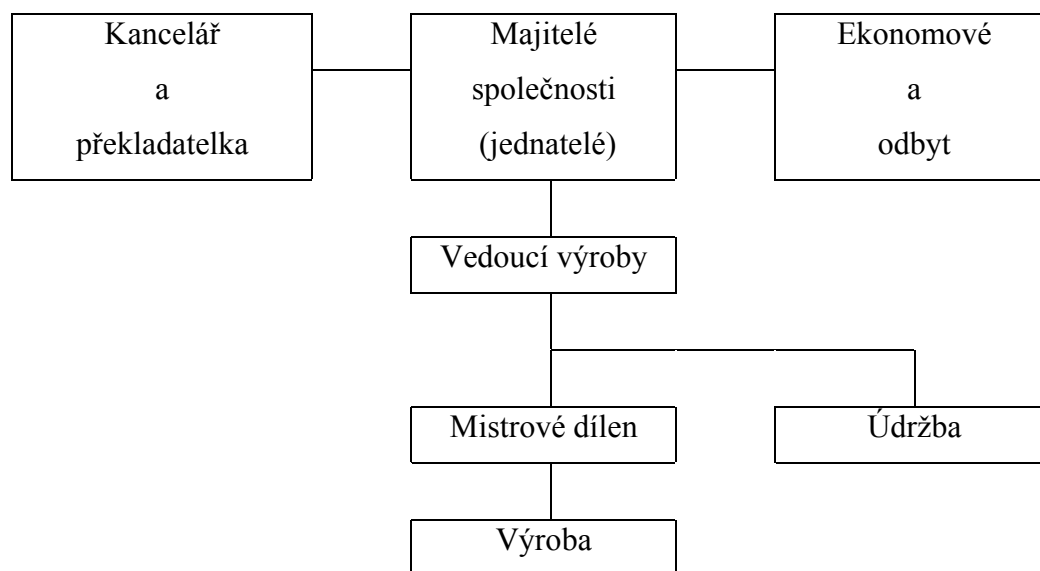 Kancelář
a
překladatelka
Majitelé
společnosti
(jednatelé)
Ekonomové
a
odbyt
Vedoucí výroby
Mistrové dílen
Údržba
Výroba